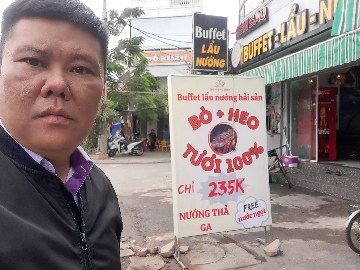 Buffet
LẨU
NƯỚNG
BUFFET-LẨU-N
Buffet lẩu nướng hải sản
BÒ + HEO
TƯƠI 100%
CHỈ 235K
NƯỚNG THẢ
GA
FREE
nước ngọt